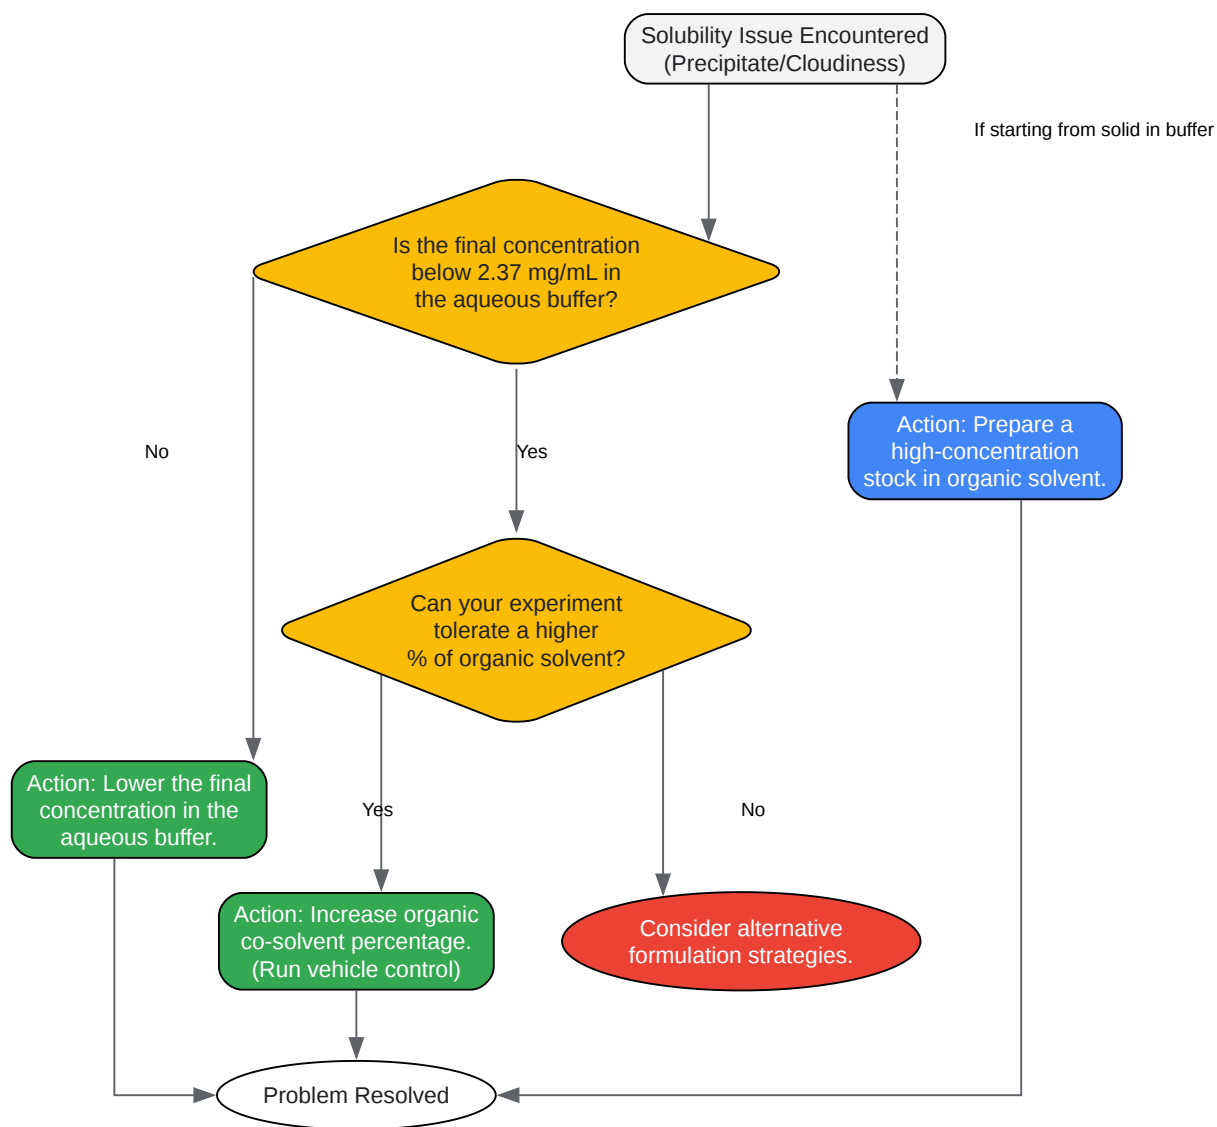 Solubility Issue Encountered
(Precipitate/Cloudiness)
If starting from solid in buffer
Is the final concentration
below 2.37 mg/mL in
the aqueous buffer?
No
Yes
Action: Prepare a
high-concentration
stock in organic solvent.
Can your experiment
tolerate a higher
% of organic solvent?
Action: Lower the final
concentration in the
aqueous buffer.
Yes
No
Action: Increase organic
co-solvent percentage.
(Run vehicle control)
Consider alternative
formulation strategies.
Problem Resolved